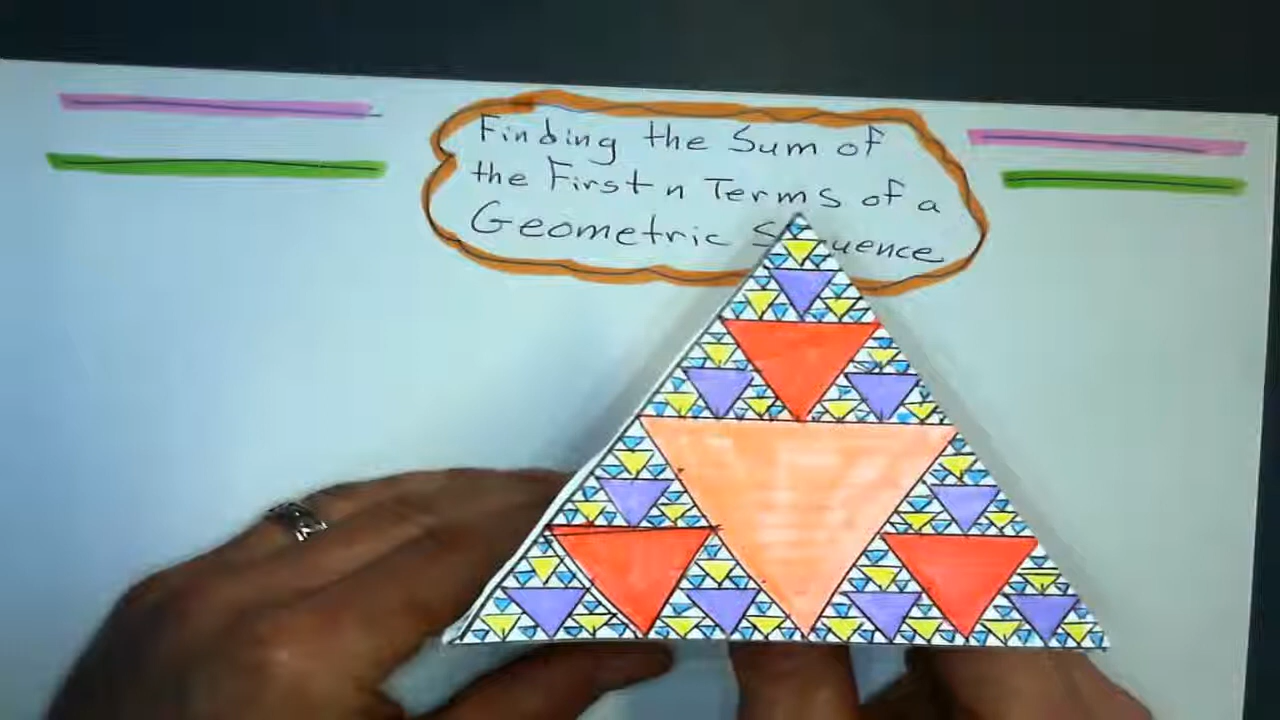 Finding the Sum of
the First n Terms of a
Geometric